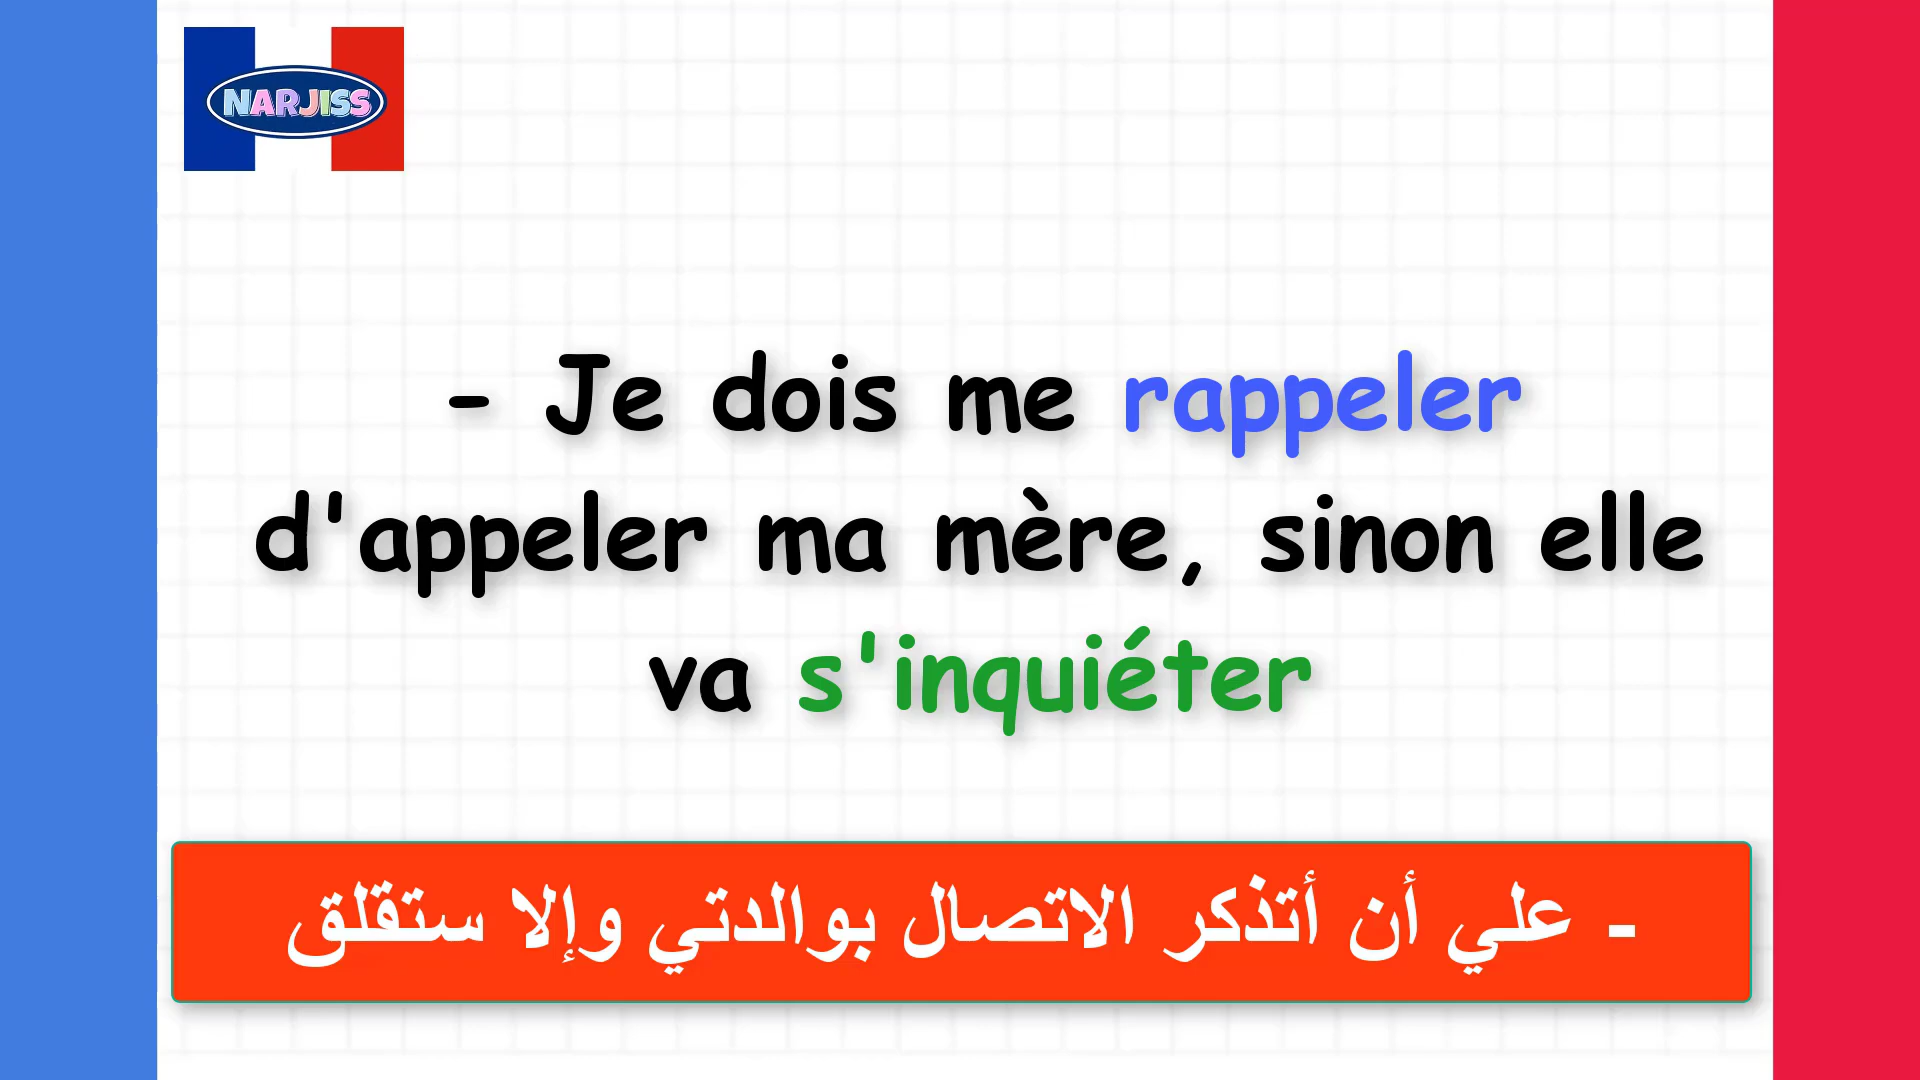 NARJISS
- Je dois me rappeler
d'appeler ma mère, sinon elle
va s'inquiéter
- علي أن أتذكر الاتصال بوالدتي وإلا ستقلق